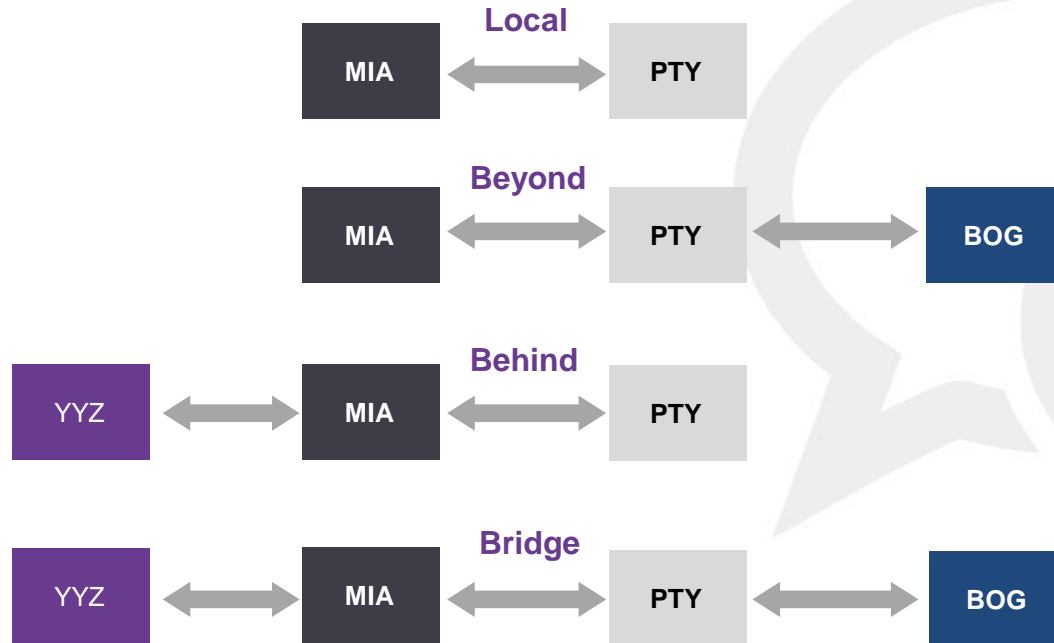 Local
MIA
PTY
Beyond
MIA
PTY
BOG
Behind
YYZ
MIA
PTY
Bridge
YYZ
MIA
PTY
BOG